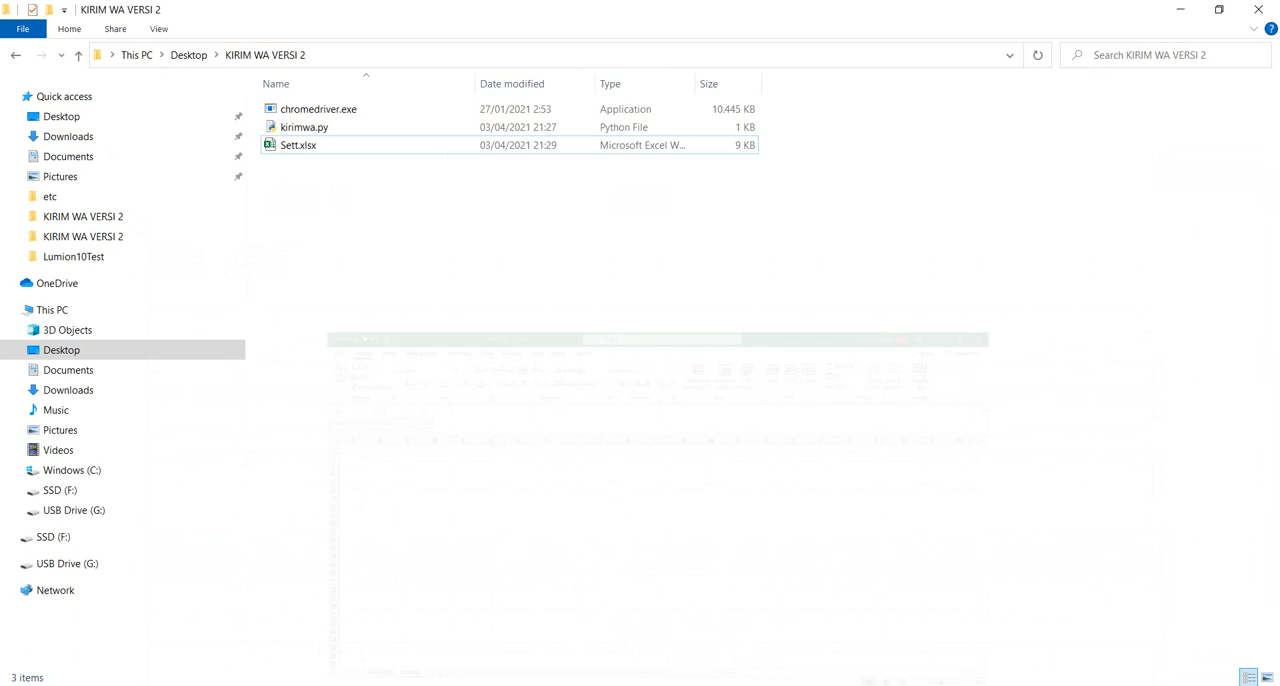 KIRIM WA VERSI 2
File Home Share View
This PC Desktop KIRIM WA VERSI 2 Search KIRIM WA VERSI 2
Name Date modified Type Size
chromedriver.exe 27/01/2021 2:53 Application 10.445 KB
kirimwa.py 03/04/2021 21:27 Python File 1 KB
Sett.xlsx 03/04/2021 21:29 Microsoft Excel W... 9 KB
Quick access
Desktop
Downloads
Documents
Pictures
etc
KIRIM WA VERSI 2
KIRIM WA VERSI 2
Lumion10Test
OneDrive
This PC
3D Objects
Desktop
Documents
Downloads
Music
Pictures
Videos
Windows (C:)
SSD (F:)
USB Drive (G:)
SSD (F:)
USB Drive (G:)
Network
3 items